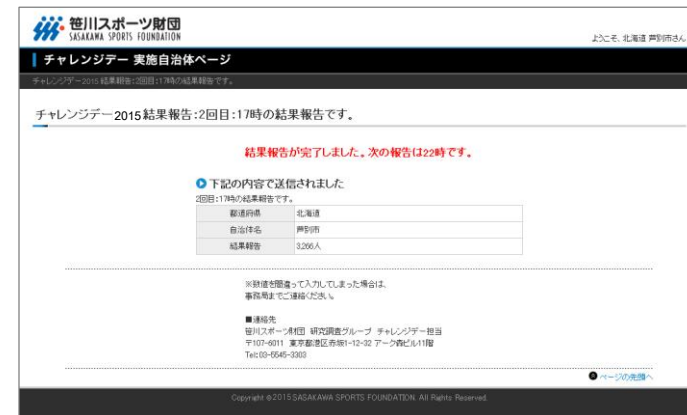 笹川スポーツ財団
SASAKAWA SPORTS FOUNDATION
ようこそ、北海道 芦別市さん
チャレンジデー 実施自治体ページ
チャレンジデー2015 結果報告:2回目:17時の結果報告です。
チャレンジデー2015結果報告:2回目:17時の結果報告です。
結果報告が完了しました。次の報告は22時です。
下記の内容で送信されました
2回目:17時の結果報告です。
都道府県 北海道
自治体名 芦別市
結果報告 3,266人
※数値を間違って入力してしまった場合は、
事務局までご連絡ください。
■連絡先
笹川スポーツ財団 研究調査グループ チャレンジデー担当
〒107-6011 東京都港区赤坂1-12-32 アーク森ビル11階
Tel:03-5545-3303
ページの先頭へ
Copyright ©2015 SASAKAWA SPORTS FOUNDATION. All Rights Reserved.